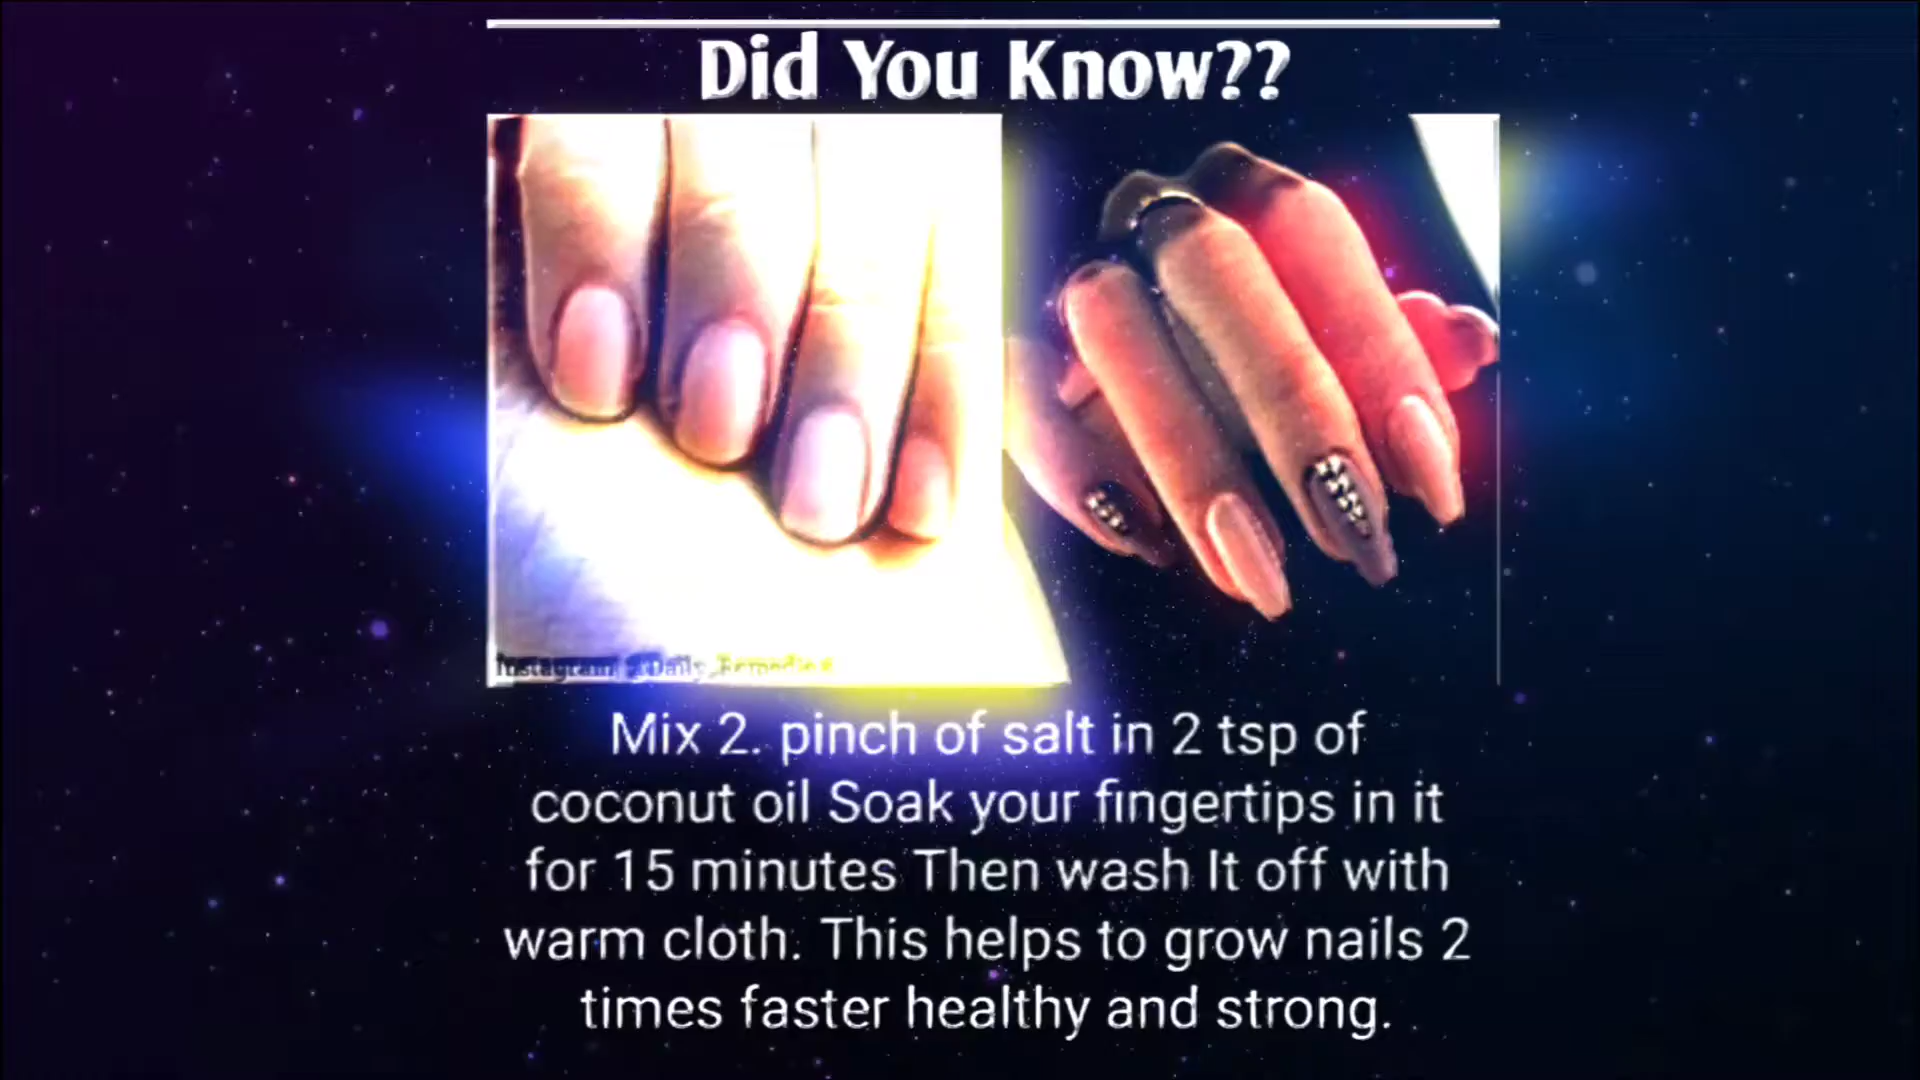 Did You Know??
Instagram @Daily_Remedies
Mix 2. pinch of salt in 2 tsp of
coconut oil Soak your fingertips in it
for 15 minutes Then wash It off with
warm cloth. This helps to grow nails 2
times faster healthy and strong.